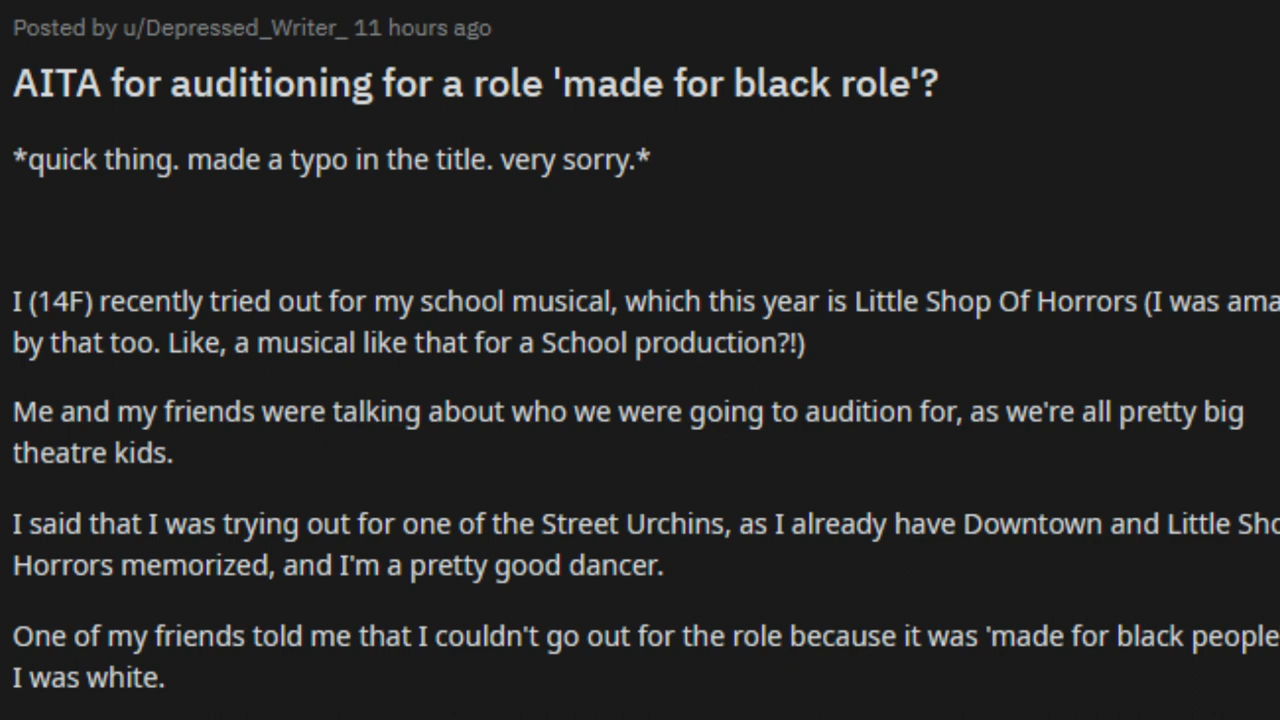 Posted by u/Depressed_Writer_ 11 hours ago
AITA for auditioning for a role 'made for black role'?
*quick thing. made a typo in the title. very sorry.*
I (14F) recently tried out for my school musical, which this year is Little Shop Of Horrors (I was ama
by that too. Like, a musical like that for a School production?!)
Me and my friends were talking about who we were going to audition for, as we're all pretty big
theatre kids.
I said that I was trying out for one of the Street Urchins, as I already have Downtown and Little Sho
Horrors memorized, and I'm a pretty good dancer.
One of my friends told me that I couldn't go out for the role because it was 'made for black people
I was white.